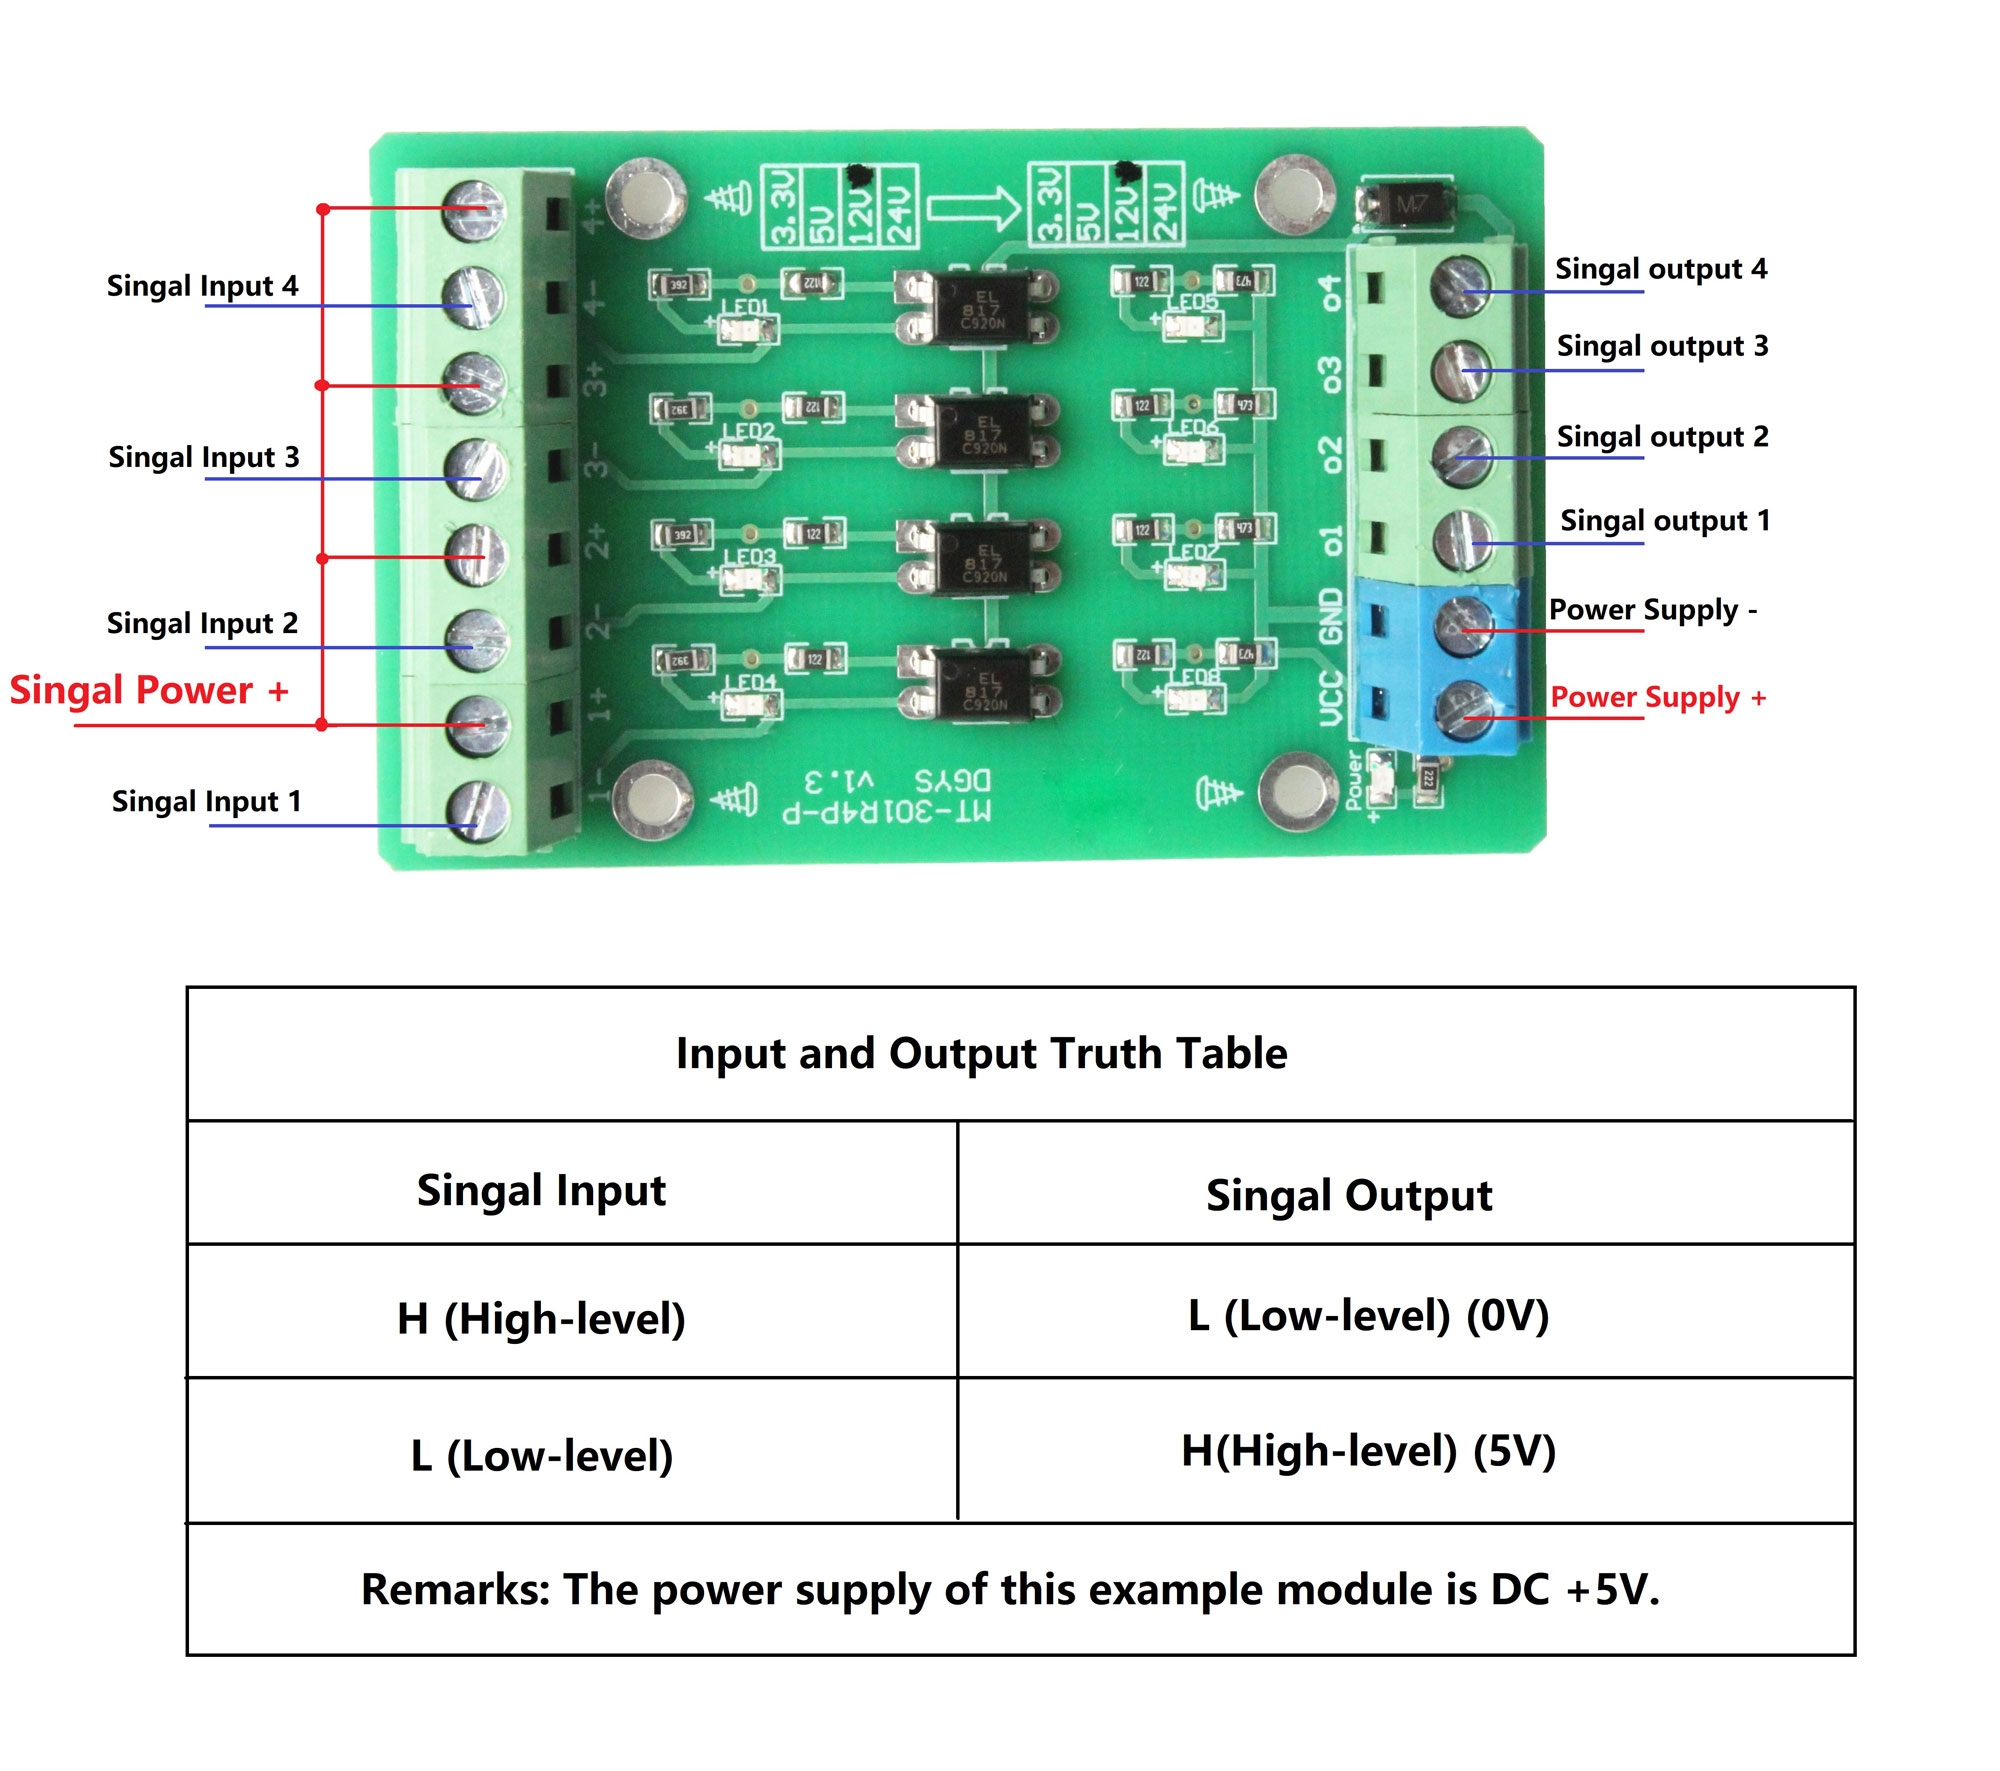 3.3V
5V
12V
24V
3.3V
5V
12V
24V
M7
4+
4-
3+
3-
2+
2-
1+
1-
Singal Input 4
Singal Input 3
Singal Input 2
Singal Power +
Singal Input 1
392
122
LED1
EL
817
C920N
122
473
LED5
392
122
LED2
EL
817
C920N
122
473
LED6
392
122
LED3
EL
817
C920N
122
473
LED7
392
122
LED4
EL
817
C920N
122
473
LED8
o4
o3
o2
o1
GND
VCC
Power
+
222
Singal output 4
Singal output 3
Singal output 2
Singal output 1
Power Supply -
Power Supply +
MT-301R4P-P
DGYS v1.3
Input and Output Truth Table
Singal Input
Singal Output
H (High-level)
L (Low-level) (0V)
L (Low-level)
H(High-level) (5V)
Remarks: The power supply of this example module is DC +5V.